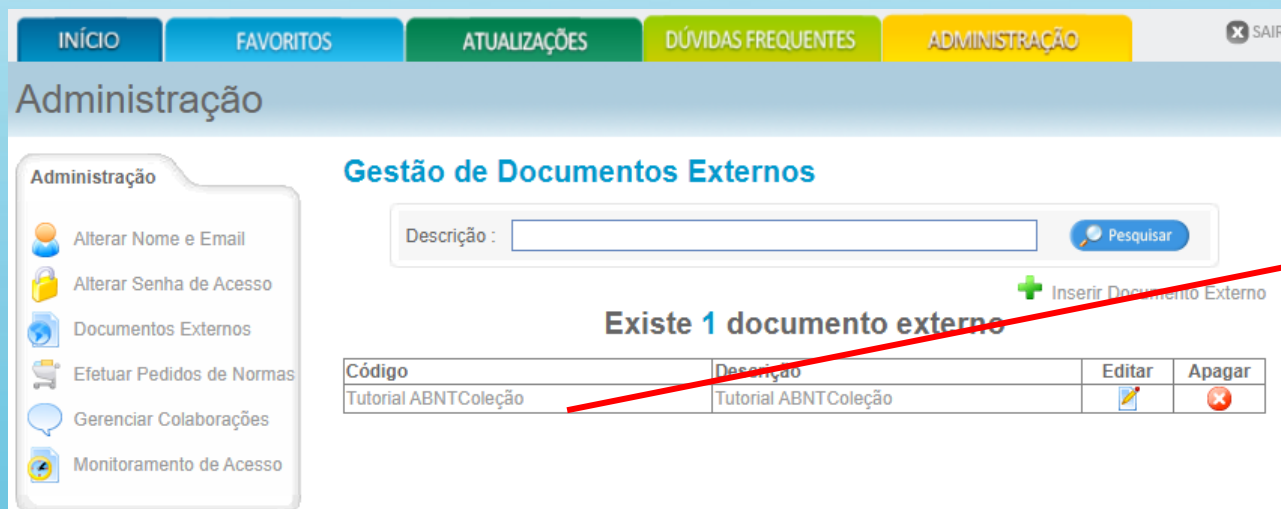 INÍCIO FAVORITOS ATUALIZAÇÕES DÚVIDAS FREQUENTES ADMINISTRAÇÃO SAIR
Administração
Administração
Alterar Nome e Email
Alterar Senha de Acesso
Documentos Externos
Efetuar Pedidos de Normas
Gerenciar Colaborações
Monitoramento de Acesso
Gestão de Documentos Externos
Descrição : Pesquisar
Inserir Documento Externo
Existe 1 documento externo
Código Descrição Editar Apagar
Tutorial ABNTColeção Tutorial ABNTColeção